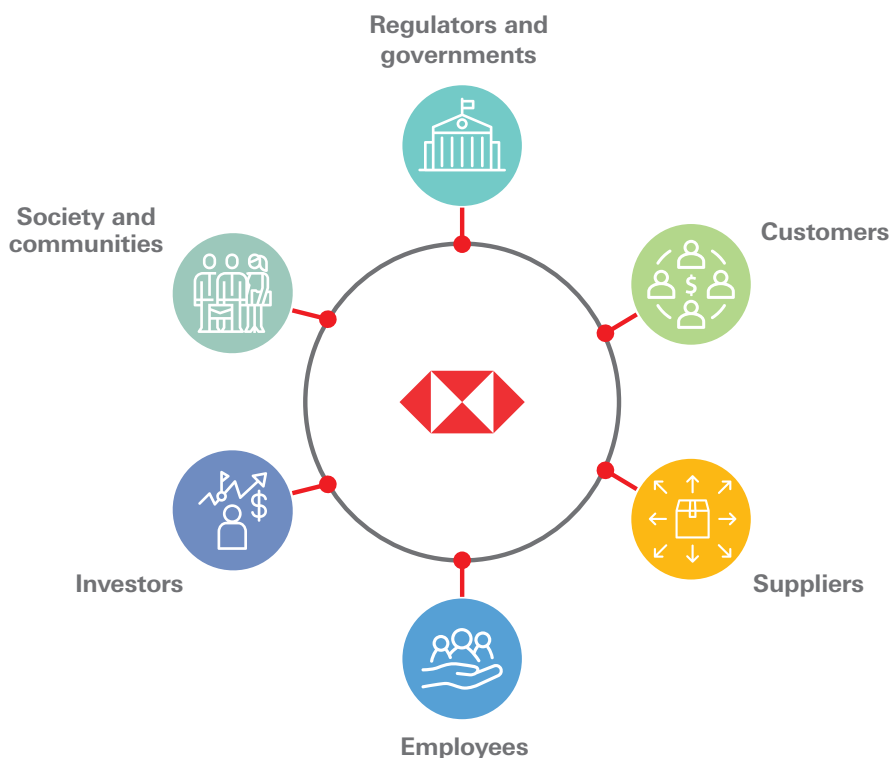 Regulators and
governments
Society and
communities
Customers
$
$
Investors
Suppliers
Employees